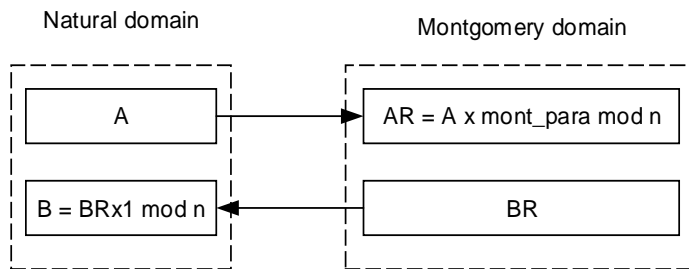 Natural domain
Montgomery domain
A
AR = A x mont_para mod n
B = BRx1 mod n
BR